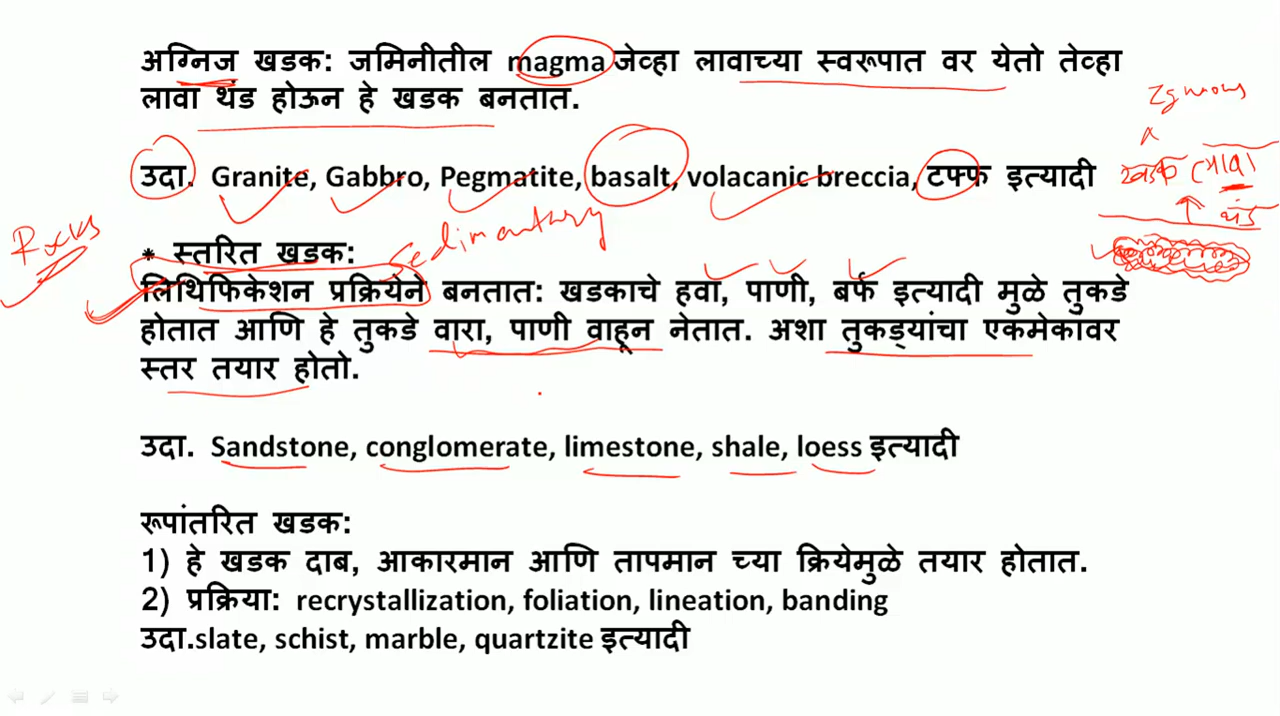 अग्निज खडक: जमिनीतील magma जेव्हा लावाच्या स्वरूपात वर येतो तेव्हा
लावा थंड होऊन हे खडक बनतात.
Igneous
खडक लावा
थंड
उदा. Granite, Gabbro, Pegmatite, basalt, volacanic breccia, टफ्फ इत्यादी
Rocks
Sedimentary
* स्तरित खडक:
लिथिफिकेशन प्रक्रियेने बनतात: खडकाचे हवा, पाणी, बर्फ इत्यादी मुळे तुकडे
होतात आणि हे तुकडे वारा, पाणी वाहून नेतात. अशा तुकड्यांचा एकमेकांवर
स्तर तयार होतो.
उदा. Sandstone, conglomerate, limestone, shale, loess इत्यादी
रूपांतरित खडक:
1) हे खडक दाब, आकारमान आणि तापमान च्या क्रियेमुळे तयार होतात.
2) प्रक्रिया: recrystallization, foliation, lineation, banding
उदा.slate, schist, marble, quartzite इत्यादी